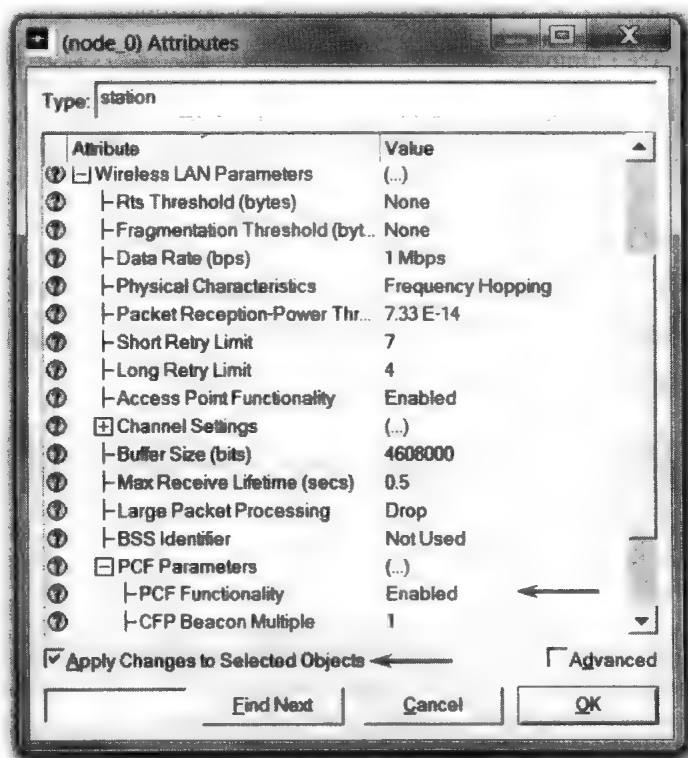 (node_0) Attributes
Type: station
Attribute Value
Wireless LAN Parameters (...)
Rts Threshold (bytes) None
Fragmentation Threshold (byt... None
Data Rate (bps) 1 Mbps
Physical Characteristics Frequency Hopping
Packet Reception-Power Thr... 7.33 E-14
Short Retry Limit 7
Long Retry Limit 4
Access Point Functionality Enabled
Channel Settings (...)
Buffer Size (bits) 4608000
Max Receive Lifetime (secs) 0.5
Large Packet Processing Drop
BSS Identifier Not Used
PCF Parameters (...)
PCF Functionality Enabled
CFP Beacon Multiple 1
Apply Changes to Selected Objects Advanced
Find Next Cancel OK